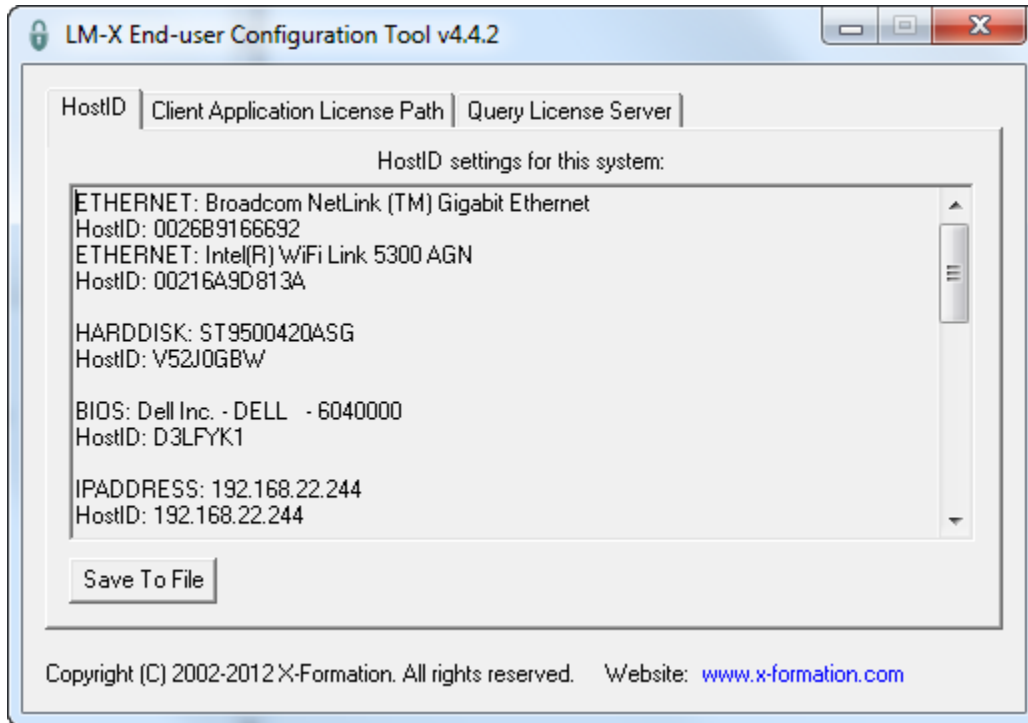 LM-X End-user Configuration Tool v4.4.2
HostID Client Application License Path Query License Server
HostID settings for this system:
ETHERNET: Broadcom NetLink (TM) Gigabit Ethernet
HostID: 0026B9166692
ETHERNET: Intel(R) WiFi Link 5300 AGN
HostID: 00216A9D813A
HARDDISK: ST9500420ASG
HostID: V52J0GBW
BIOS: Dell Inc. - DELL   - 6040000
HostID: D3LFYK1
IPADDRESS: 192.168.22.244
HostID: 192.168.22.244
Save To File
Copyright (C) 2002-2012 X-Formation. All rights reserved. Website: www.x-formation.com